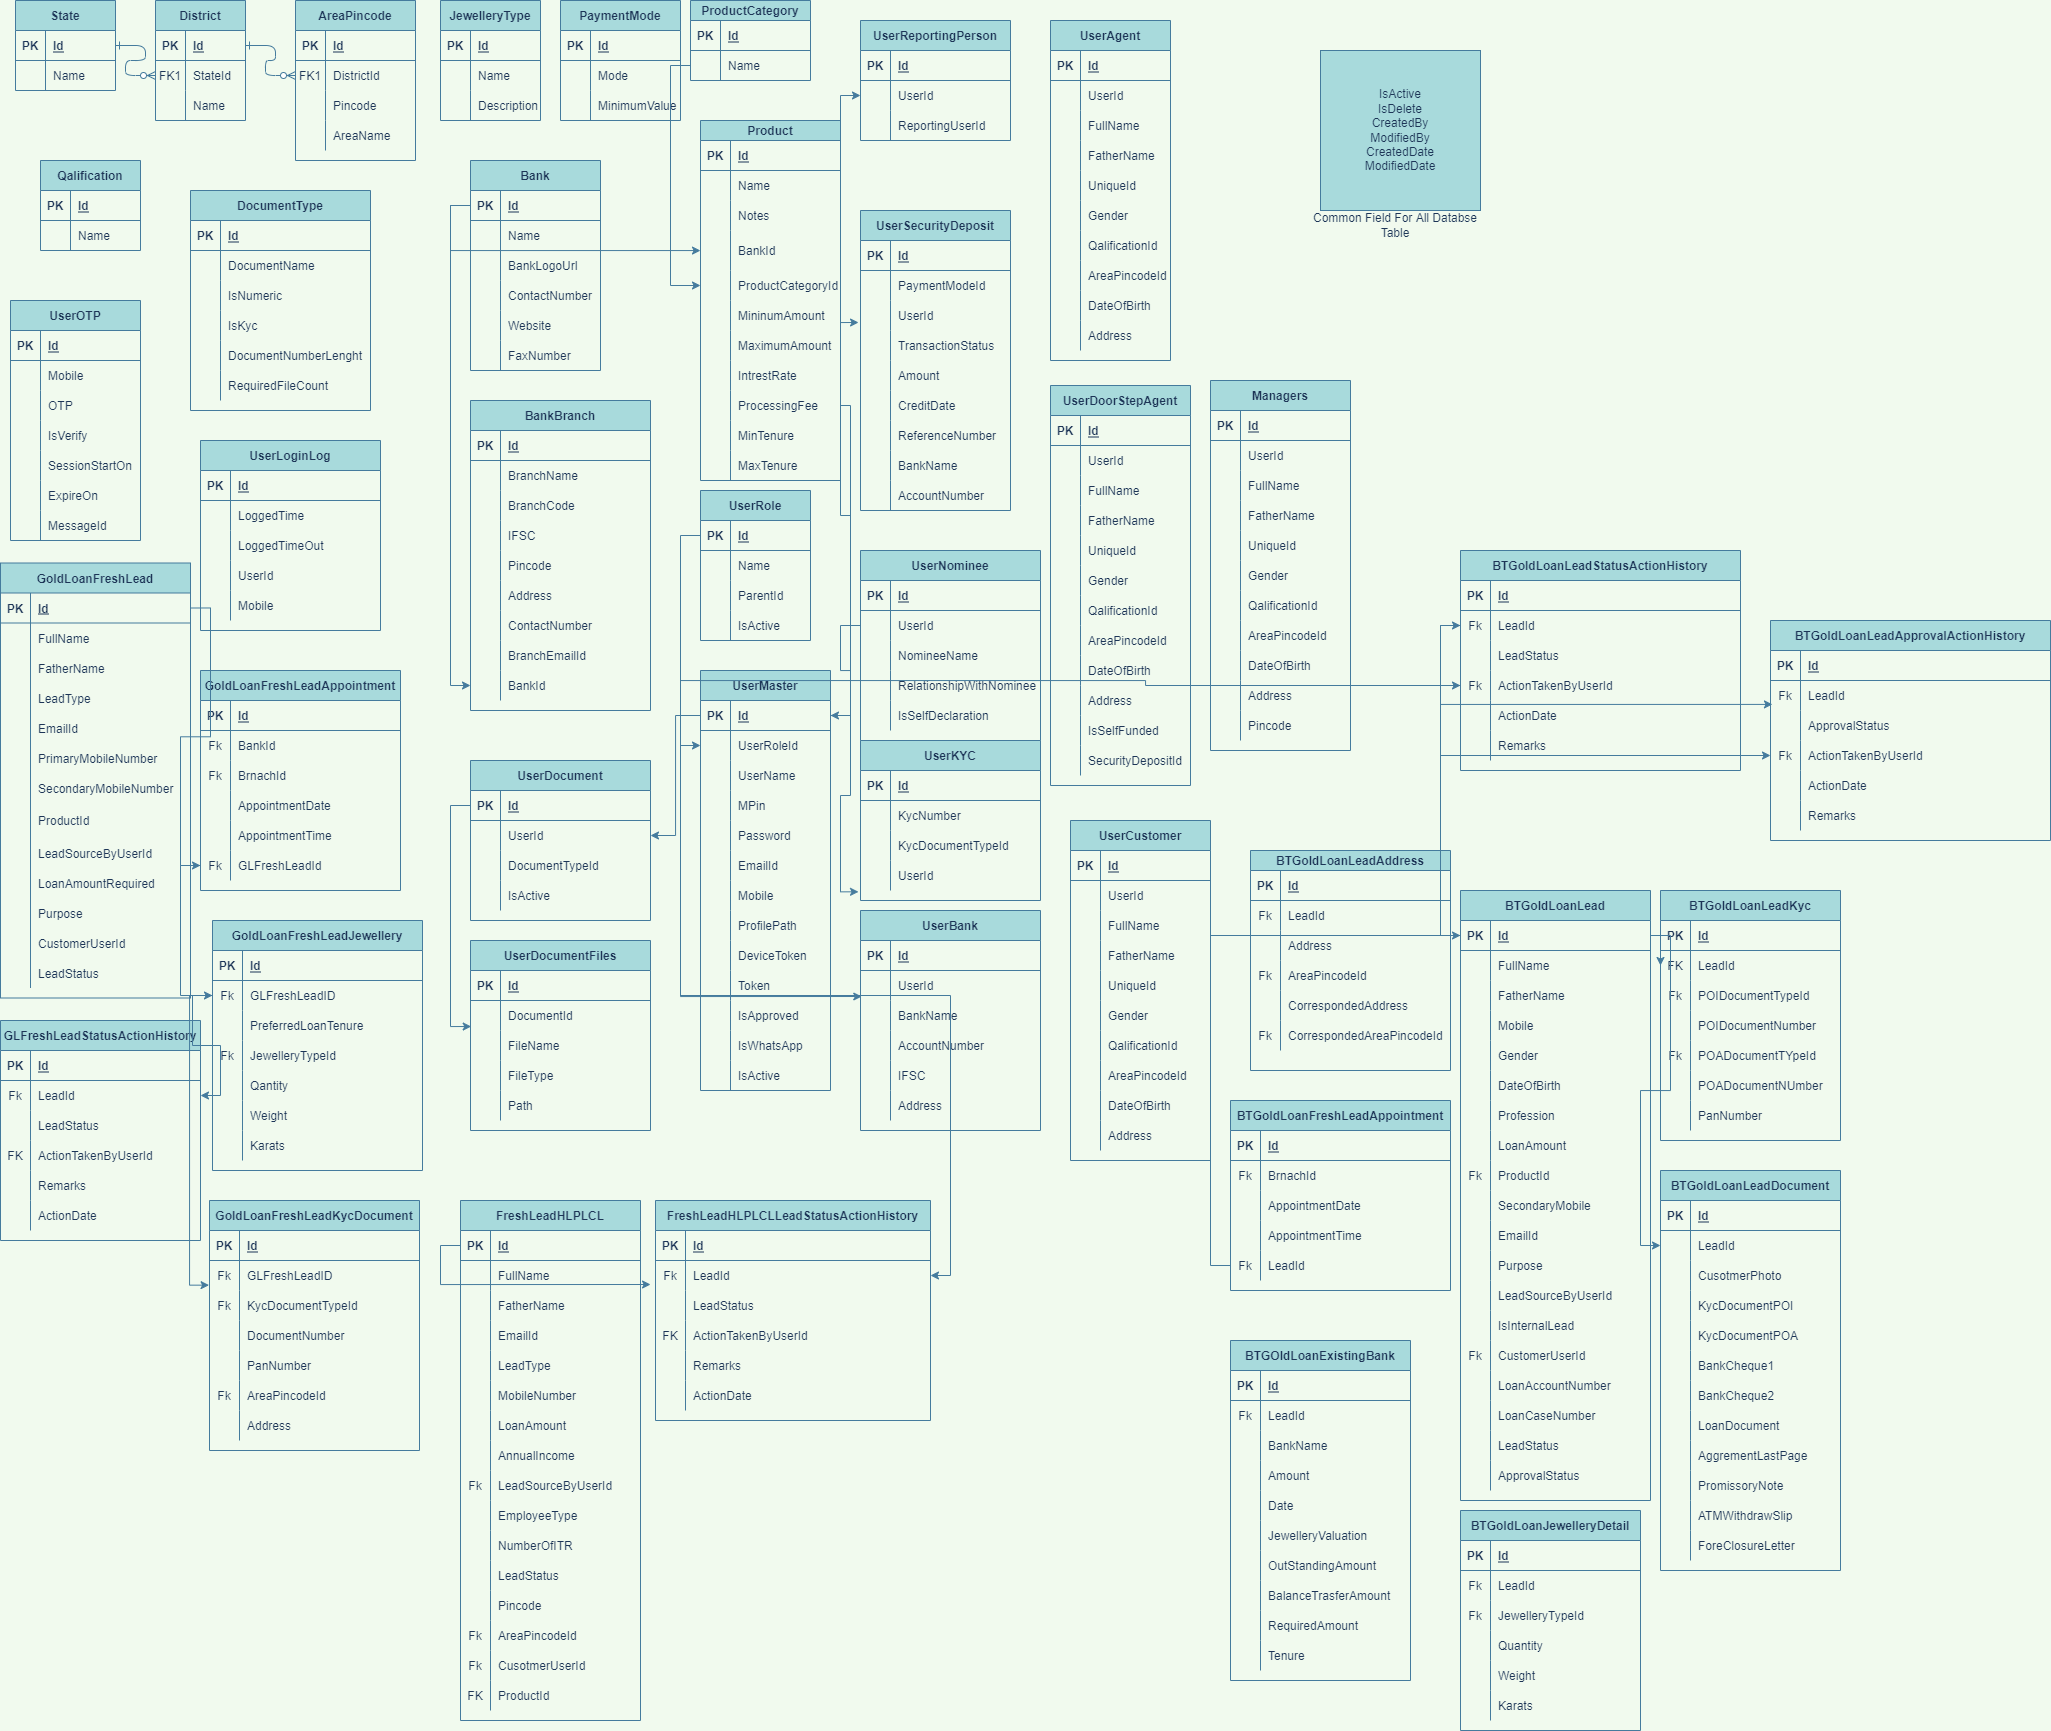 State
PK Id
Name
District
PK Id
FK1 StateId
Name
AreaPincode
PK Id
FK1 DistrictId
Pincode
AreaName
JewelleryType
PK Id
Name
Description
PaymentMode
PK Id
Mode
MinimumValue
ProductCategory
PK Id
Name
UserReportingPerson
PK Id
UserId
ReportingUserId
UserAgent
PK Id
UserId
FullName
FatherName
UniqueId
Gender
QalificationId
AreaPincodeId
DateOfBirth
Address
IsActive
IsDelete
CreatedBy
ModifiedBy
CreatedDate
ModifiedDate
Common Field For All Databse
Table
Qalification
PK Id
Name
DocumentType
PK Id
DocumentName
IsNumeric
IsKyc
DocumentNumberLenght
RequiredFileCount
Bank
PK Id
Name
BankLogoUrl
ContactNumber
Website
FaxNumber
Product
PK Id
Name
Notes
BankId
ProductCategoryId
MininumAmount
MaximumAmount
IntrestRate
ProcessingFee
MinTenure
MaxTenure
UserSecurityDeposit
PK Id
PaymentModeId
UserId
TransactionStatus
Amount
CreditDate
ReferenceNumber
BankName
AccountNumber
UserOTP
PK Id
Mobile
OTP
IsVerify
SessionStartOn
ExpireOn
MessageId
UserLoginLog
PK Id
LoggedTime
LoggedTimeOut
UserId
Mobile
BankBranch
PK Id
BranchName
BranchCode
IFSC
Pincode
Address
ContactNumber
BranchEmailId
BankId
UserRole
PK Id
Name
ParentId
IsActive
UserNominee
PK Id
UserId
NomineeName
RelationshipWithNominee
IsSelfDeclaration
UserDoorStepAgent
PK Id
UserId
FullName
FatherName
UniqueId
Gender
QalificationId
AreaPincodeId
DateOfBirth
Address
IsSelfFunded
SecurityDepositId
Managers
PK Id
UserId
FullName
FatherName
UniqueId
Gender
QalificationId
AreaPincodeId
DateOfBirth
Address
Pincode
BTGoldLoanLeadStatusActionHistory
PK Id
Fk LeadId
LeadStatus
Fk ActionTakenByUserId
ActionDate
Remarks
BTGoldLoanLeadApprovalActionHistory
PK Id
Fk LeadId
ApprovalStatus
Fk ActionTakenByUserId
ActionDate
Remarks
GoldLoanFreshLead
PK Id
FullName
FatherName
LeadType
EmailId
PrimaryMobileNumber
SecondaryMobileNumber
ProductId
LeadSourceByUserId
LoanAmountRequired
Purpose
CustomerUserId
LeadStatus
GoldLoanFreshLeadAppointment
PK Id
Fk BankId
Fk BrnachId
AppointmentDate
AppointmentTime
Fk GLFreshLeadId
UserDocument
PK Id
UserId
DocumentTypeId
IsActive
UserMaster
PK Id
UserRoleId
UserName
MPin
Password
EmailId
Mobile
ProfilePath
DeviceToken
Token
IsApproved
IsWhatsApp
IsActive
UserKYC
PK Id
KycNumber
KycDocumentTypeId
UserId
UserCustomer
PK Id
UserId
FullName
FatherName
UniqueId
Gender
QalificationId
AreaPincodeId
DateOfBirth
Address
BTGoldLoanLeadAddress
PK Id
Fk LeadId
Address
Fk AreaPincodeId
CorrespondedAddress
Fk CorrespondedAreaPincodeId
BTGoldLoanLead
PK Id
FullName
FatherName
Mobile
Gender
DateOfBirth
Profession
LoanAmount
Fk ProductId
SecondaryMobile
EmailId
Purpose
LeadSourceByUserId
IsInternalLead
Fk CustomerUserId
LoanAccountNumber
LoanCaseNumber
LeadStatus
ApprovalStatus
BTGoldLoanLeadKyc
PK Id
FK LeadId
Fk POIDocumentTypeId
POIDocumentNumber
Fk POADocumentTYpeId
POADocumentNUmber
PanNumber
GoldLoanFreshLeadJewellery
PK Id
Fk GLFreshLeadID
PreferredLoanTenure
Fk JewelleryTypeId
Qantity
Weight
Karats
UserDocumentFiles
PK Id
DocumentId
FileName
FileType
Path
UserBank
PK Id
UserId
BankName
AccountNumber
IFSC
Address
GLFreshLeadStatusActionHistory
PK Id
Fk LeadId
LeadStatus
FK ActionTakenByUserId
Remarks
ActionDate
BTGoldLoanFreshLeadAppointment
PK Id
Fk BrnachId
AppointmentDate
AppointmentTime
Fk LeadId
BTGoldLoanLeadDocument
PK Id
LeadId
CusotmerPhoto
KycDocumentPOI
KycDocumentPOA
BankCheque1
BankCheque2
LoanDocument
AggrementLastPage
PromissoryNote
ATMWithdrawSlip
ForeClosureLetter
GoldLoanFreshLeadKycDocument
PK Id
Fk GLFreshLeadID
Fk KycDocumentTypeId
DocumentNumber
PanNumber
Fk AreaPincodeId
Address
FreshLeadHLPLCL
PK Id
FullName
FatherName
EmailId
LeadType
MobileNumber
LoanAmount
AnnualIncome
Fk LeadSourceByUserId
EmployeeType
NumberOfITR
LeadStatus
Pincode
Fk AreaPincodeId
Fk CusotmerUserId
FK ProductId
FreshLeadHLPLCLLeadStatusActionHistory
PK Id
Fk LeadId
LeadStatus
FK ActionTakenByUserId
Remarks
ActionDate
BTGOldLoanExistingBank
PK Id
Fk LeadId
BankName
Amount
Date
JewelleryValuation
OutStandingAmount
BalanceTrasferAmount
RequiredAmount
Tenure
BTGoldLoanJewelleryDetail
PK Id
Fk LeadId
Fk JewelleryTypeId
Quantity
Weight
Karats